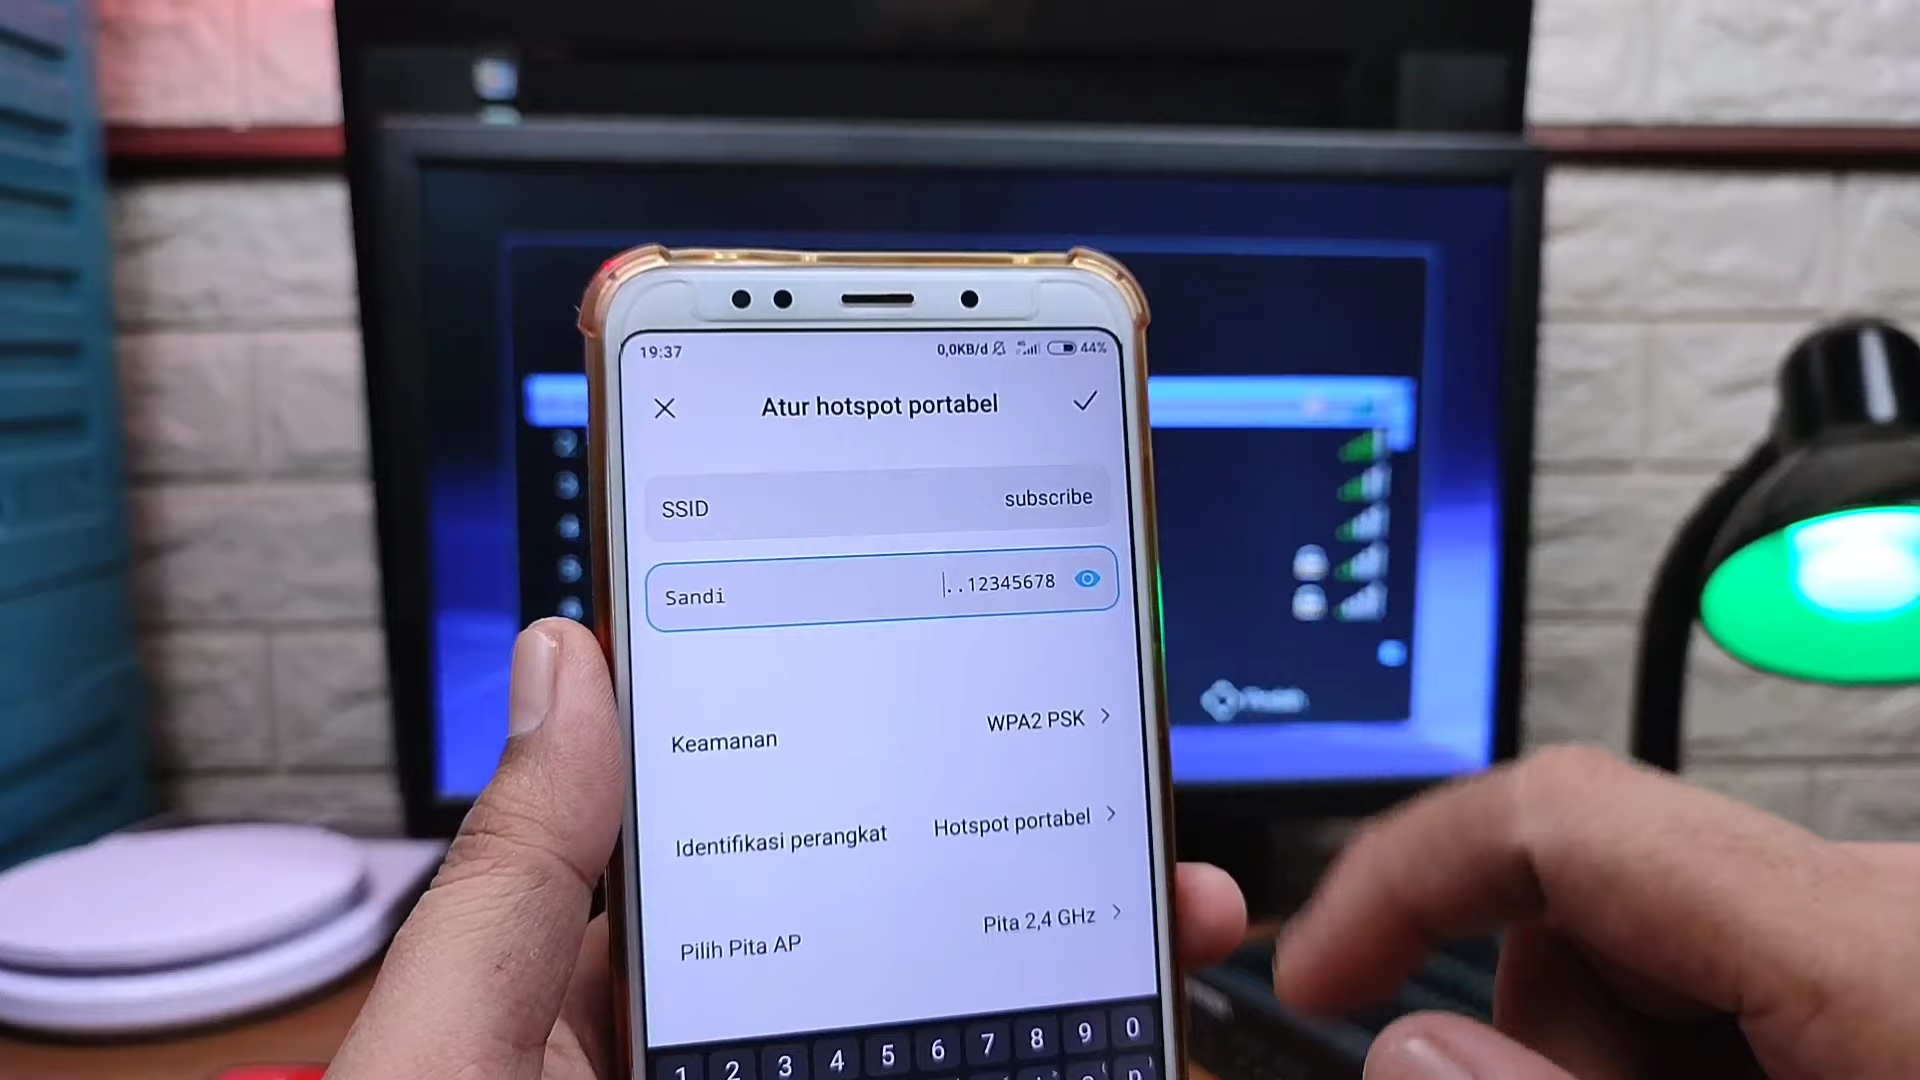 19:37 0,0KB/d 44%
Atur hotspot portabel
SSID subscribe
Sandi ..12345678
Keamanan WPA2 PSK
Identifikasi perangkat Hotspot portabel
Pilih Pita AP Pita 2,4 GHz
1 2 3 4 5 6 7 8 9 0